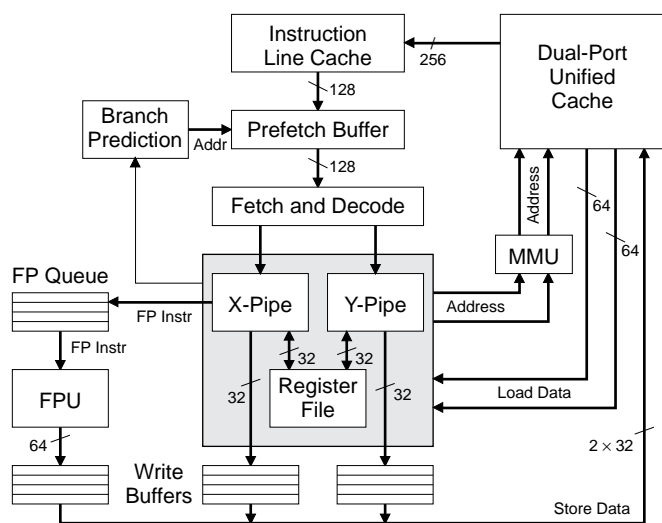 Instruction
Line Cache
256
Dual-Port
Unified
Cache
128
Branch
Prediction
Addr
Prefetch Buffer
128
Fetch and Decode
Address
64
64
MMU
FP Queue
FP Instr
X-Pipe
Y-Pipe
Address
FP Instr
32
32
FPU
32
Register
File
32
Load Data
64
2 × 32
Write
Buffers
Store Data